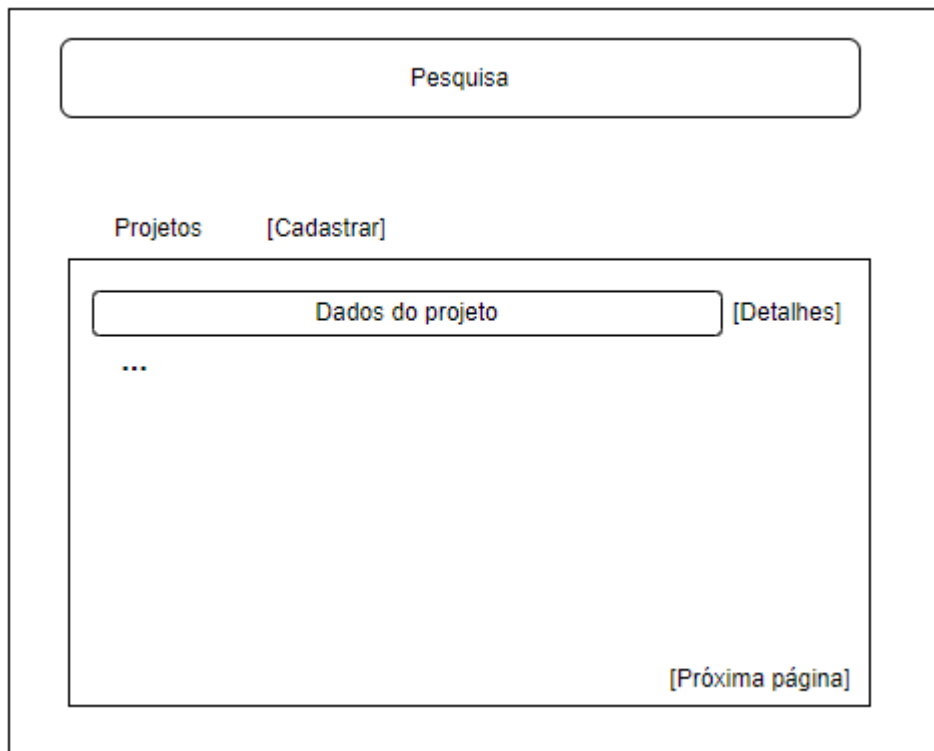 Pesquisa
Projetos [Cadastrar]
Dados do projeto [Detalhes]
...
[Próxima página]